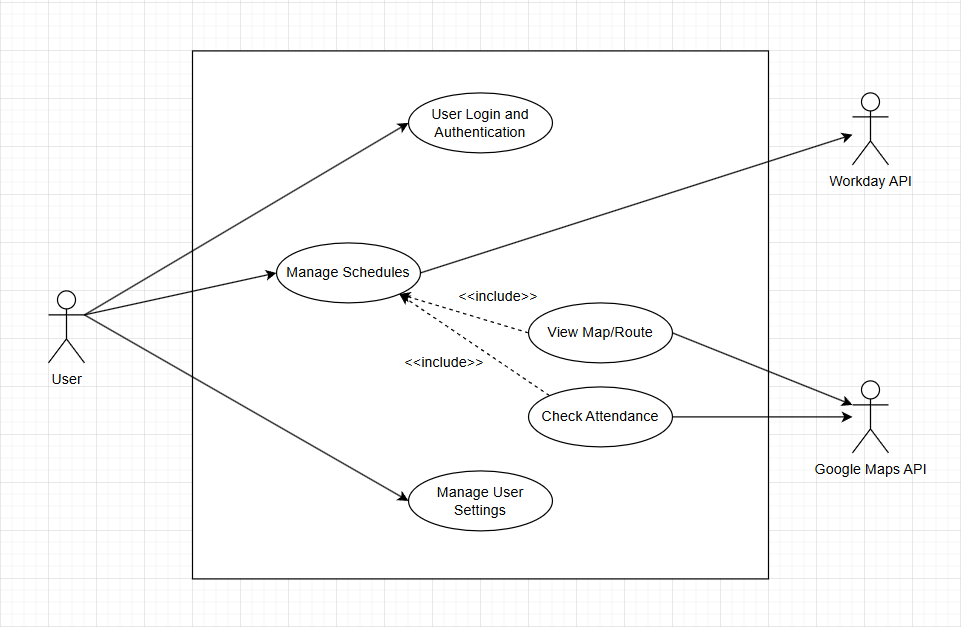 User Login and
Authentication
Workday API
Manage Schedules
<<include>>
View Map/Route
<<include>>
User
Check Attendance
Google Maps API
Manage User
Settings